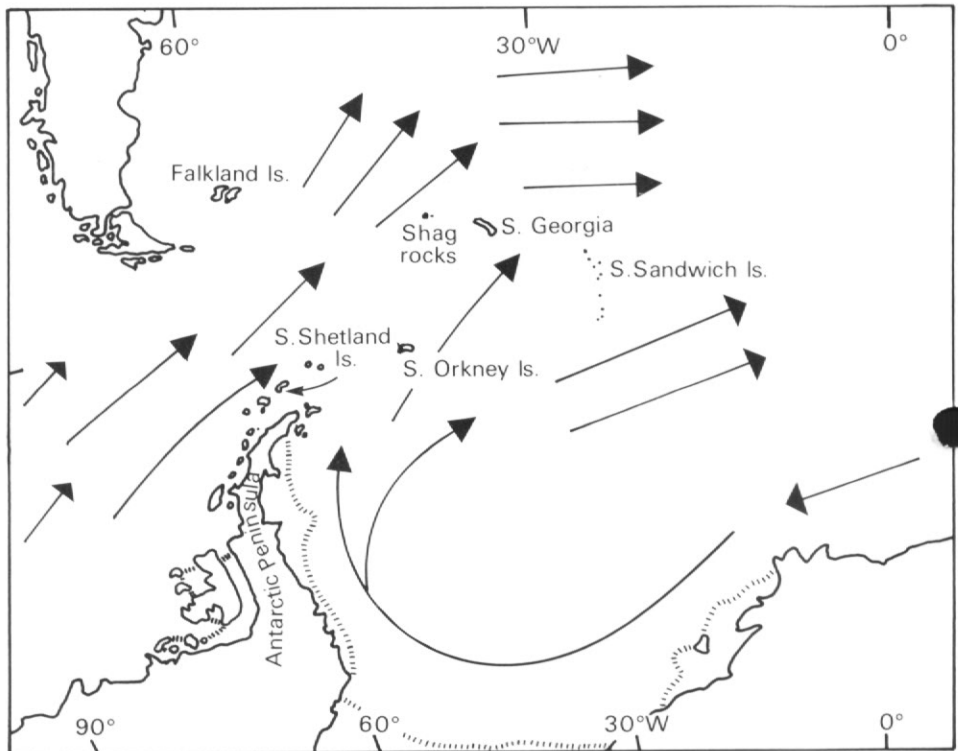 60°
30°W
0°
Falkland Is.
Shag
rocks
S. Georgia
S.Sandwich Is.
S.Shetland
Is.
S. Orkney Is.
Antarctic Peninsula
90°
60°
30°W
0°